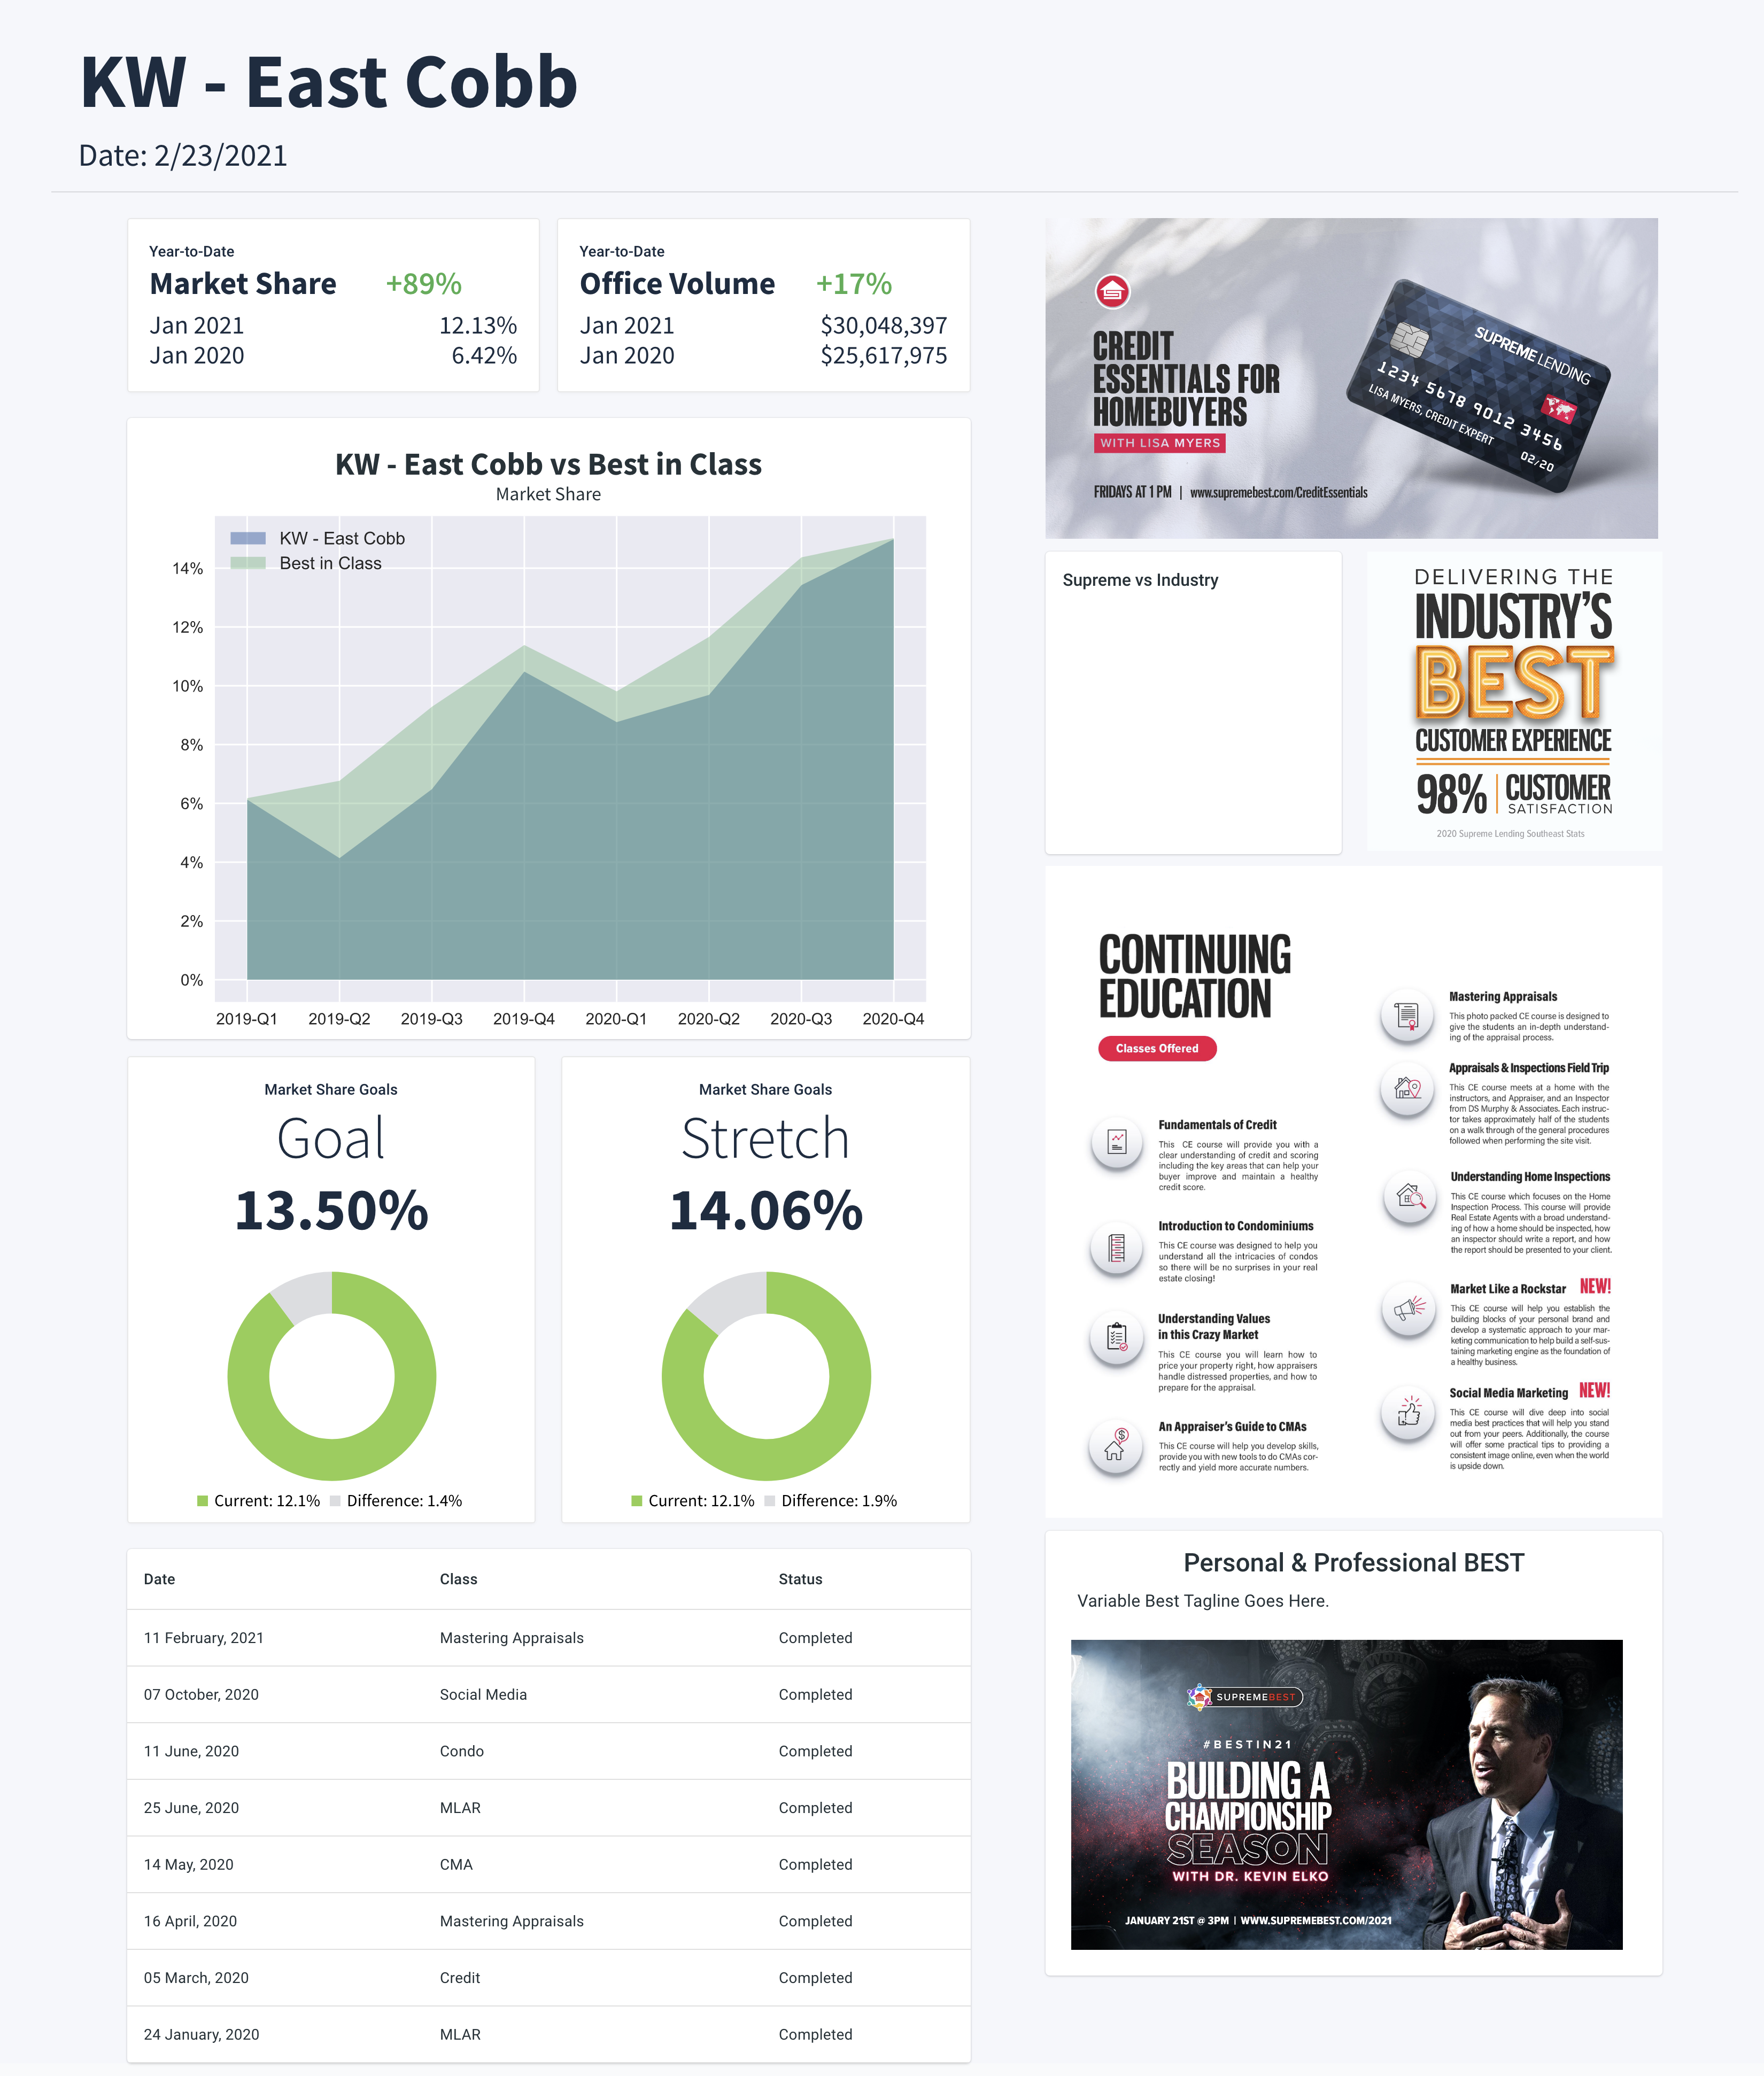 KW - East Cobb
Date: 2/23/2021
Year-to-Date
Market Share +89%
Jan 2021 12.13%
Jan 2020 6.42%
Year-to-Date
Office Volume +17%
Jan 2021 $30,048,397
Jan 2020 $25,617,975
KW - East Cobb vs Best in Class
Market Share
KW - East Cobb
Best in Class
14%
12%
10%
8%
6%
4%
2%
0%
2019-Q1 2019-Q2 2019-Q3 2019-Q4 2020-Q1 2020-Q2 2020-Q3 2020-Q4
Market Share Goals
Goal
13.50%
Current: 12.1% Difference: 1.4%
Market Share Goals
Stretch
14.06%
Current: 12.1% Difference: 1.9%
Date Class Status
11 February, 2021 Mastering Appraisals Completed
07 October, 2020 Social Media Completed
11 June, 2020 Condo Completed
25 June, 2020 MLAR Completed
14 May, 2020 CMA Completed
16 April, 2020 Mastering Appraisals Completed
05 March, 2020 Credit Completed
24 January, 2020 MLAR Completed
CREDIT
ESSENTIALS FOR
HOMEBUYERS
WITH LISA MYERS
FRIDAYS AT 1 PM | www.supremebest.com/CreditEssentials
SUPREME LENDING
1234 5678 9012 3456
LISA MYERS, CREDIT EXPERT
02/20
Supreme vs Industry
DELIVERING THE
INDUSTRY'S
BEST
CUSTOMER EXPERIENCE
98% | CUSTOMER
SATISFACTION
2020 Supreme Lending Southeast Stats
CONTINUING
EDUCATION
Classes Offered
Fundamentals of Credit
This CE course will provide you with a
clear understanding of credit and scoring
including the key areas that can help your
buyer improve and maintain a healthy
credit score.
Introduction to Condominiums
This CE course was designed to help you
understand all the intricacies of condos
so there will be no surprises in your real
estate closing!
Understanding Values
in this Crazy Market
This CE course you will learn how to
price your property right, how appraisers
handle distressed properties, and how to
prepare for the appraisal.
An Appraiser's Guide to CMAs
This CE course will help you develop skills,
provide you with new tools to do CMAs cor-
rectly and yield more accurate numbers.
Mastering Appraisals
This photo packed CE course is designed to
give the students an in-depth understand-
ing of the appraisal process.
Appraisals & Inspections Field Trip
This CE course meets at a home with the
instructors, and Appraiser, and an Inspector
from DS Murphy & Associates. Each instruc-
tor takes approximately half of the students
on a walk through of the general procedures
followed when performing the site visit.
Understanding Home Inspections
This CE course which focuses on the Home
Inspection Process. This course will provide
Real Estate Agents with a broad understand-
ing of how a home should be inspected, how
an inspector should write a report, and how
the report should be presented to your client.
Market Like a Rockstar NEW!
This CE course will help you establish the
building blocks of your personal brand and
develop a systematic approach to your mar-
keting communication to help build a self-sus-
taining marketing engine as the foundation of
a healthy business.
Social Media Marketing NEW!
This CE course will dive deep into social
media best practices that will help you stand
out from your peers. Additionally, the course
will offer some practical tips to providing a
consistent image online, even when the world
is upside down.
Personal & Professional BEST
Variable Best Tagline Goes Here.
SUPREMEBEST
#BESTIN21
BUILDING A
CHAMPIONSHIP
SEASON
WITH DR. KEVIN ELKO
JANUARY 21ST @ 3PM | WWW.SUPREMEBEST.COM/2021